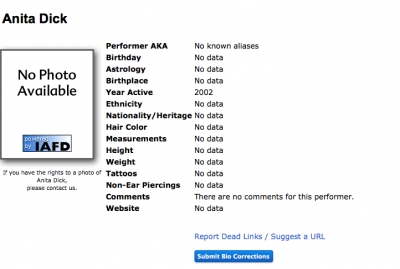 Anita Dick
No Photo
Available
powered
by IAFD
If you have the rights to a photo of
Anita Dick,
please contact us.
Performer AKA No known aliases
Birthday No data
Astrology No data
Birthplace No data
Year Active 2002
Ethnicity No data
Nationality/Heritage No data
Hair Color No data
Measurements No data
Height No data
Weight No data
Tattoos No data
Non-Ear Piercings No data
Comments There are no comments for this performer.
Website No data
Report Dead Links / Suggest a URL
Submit Bio Corrections